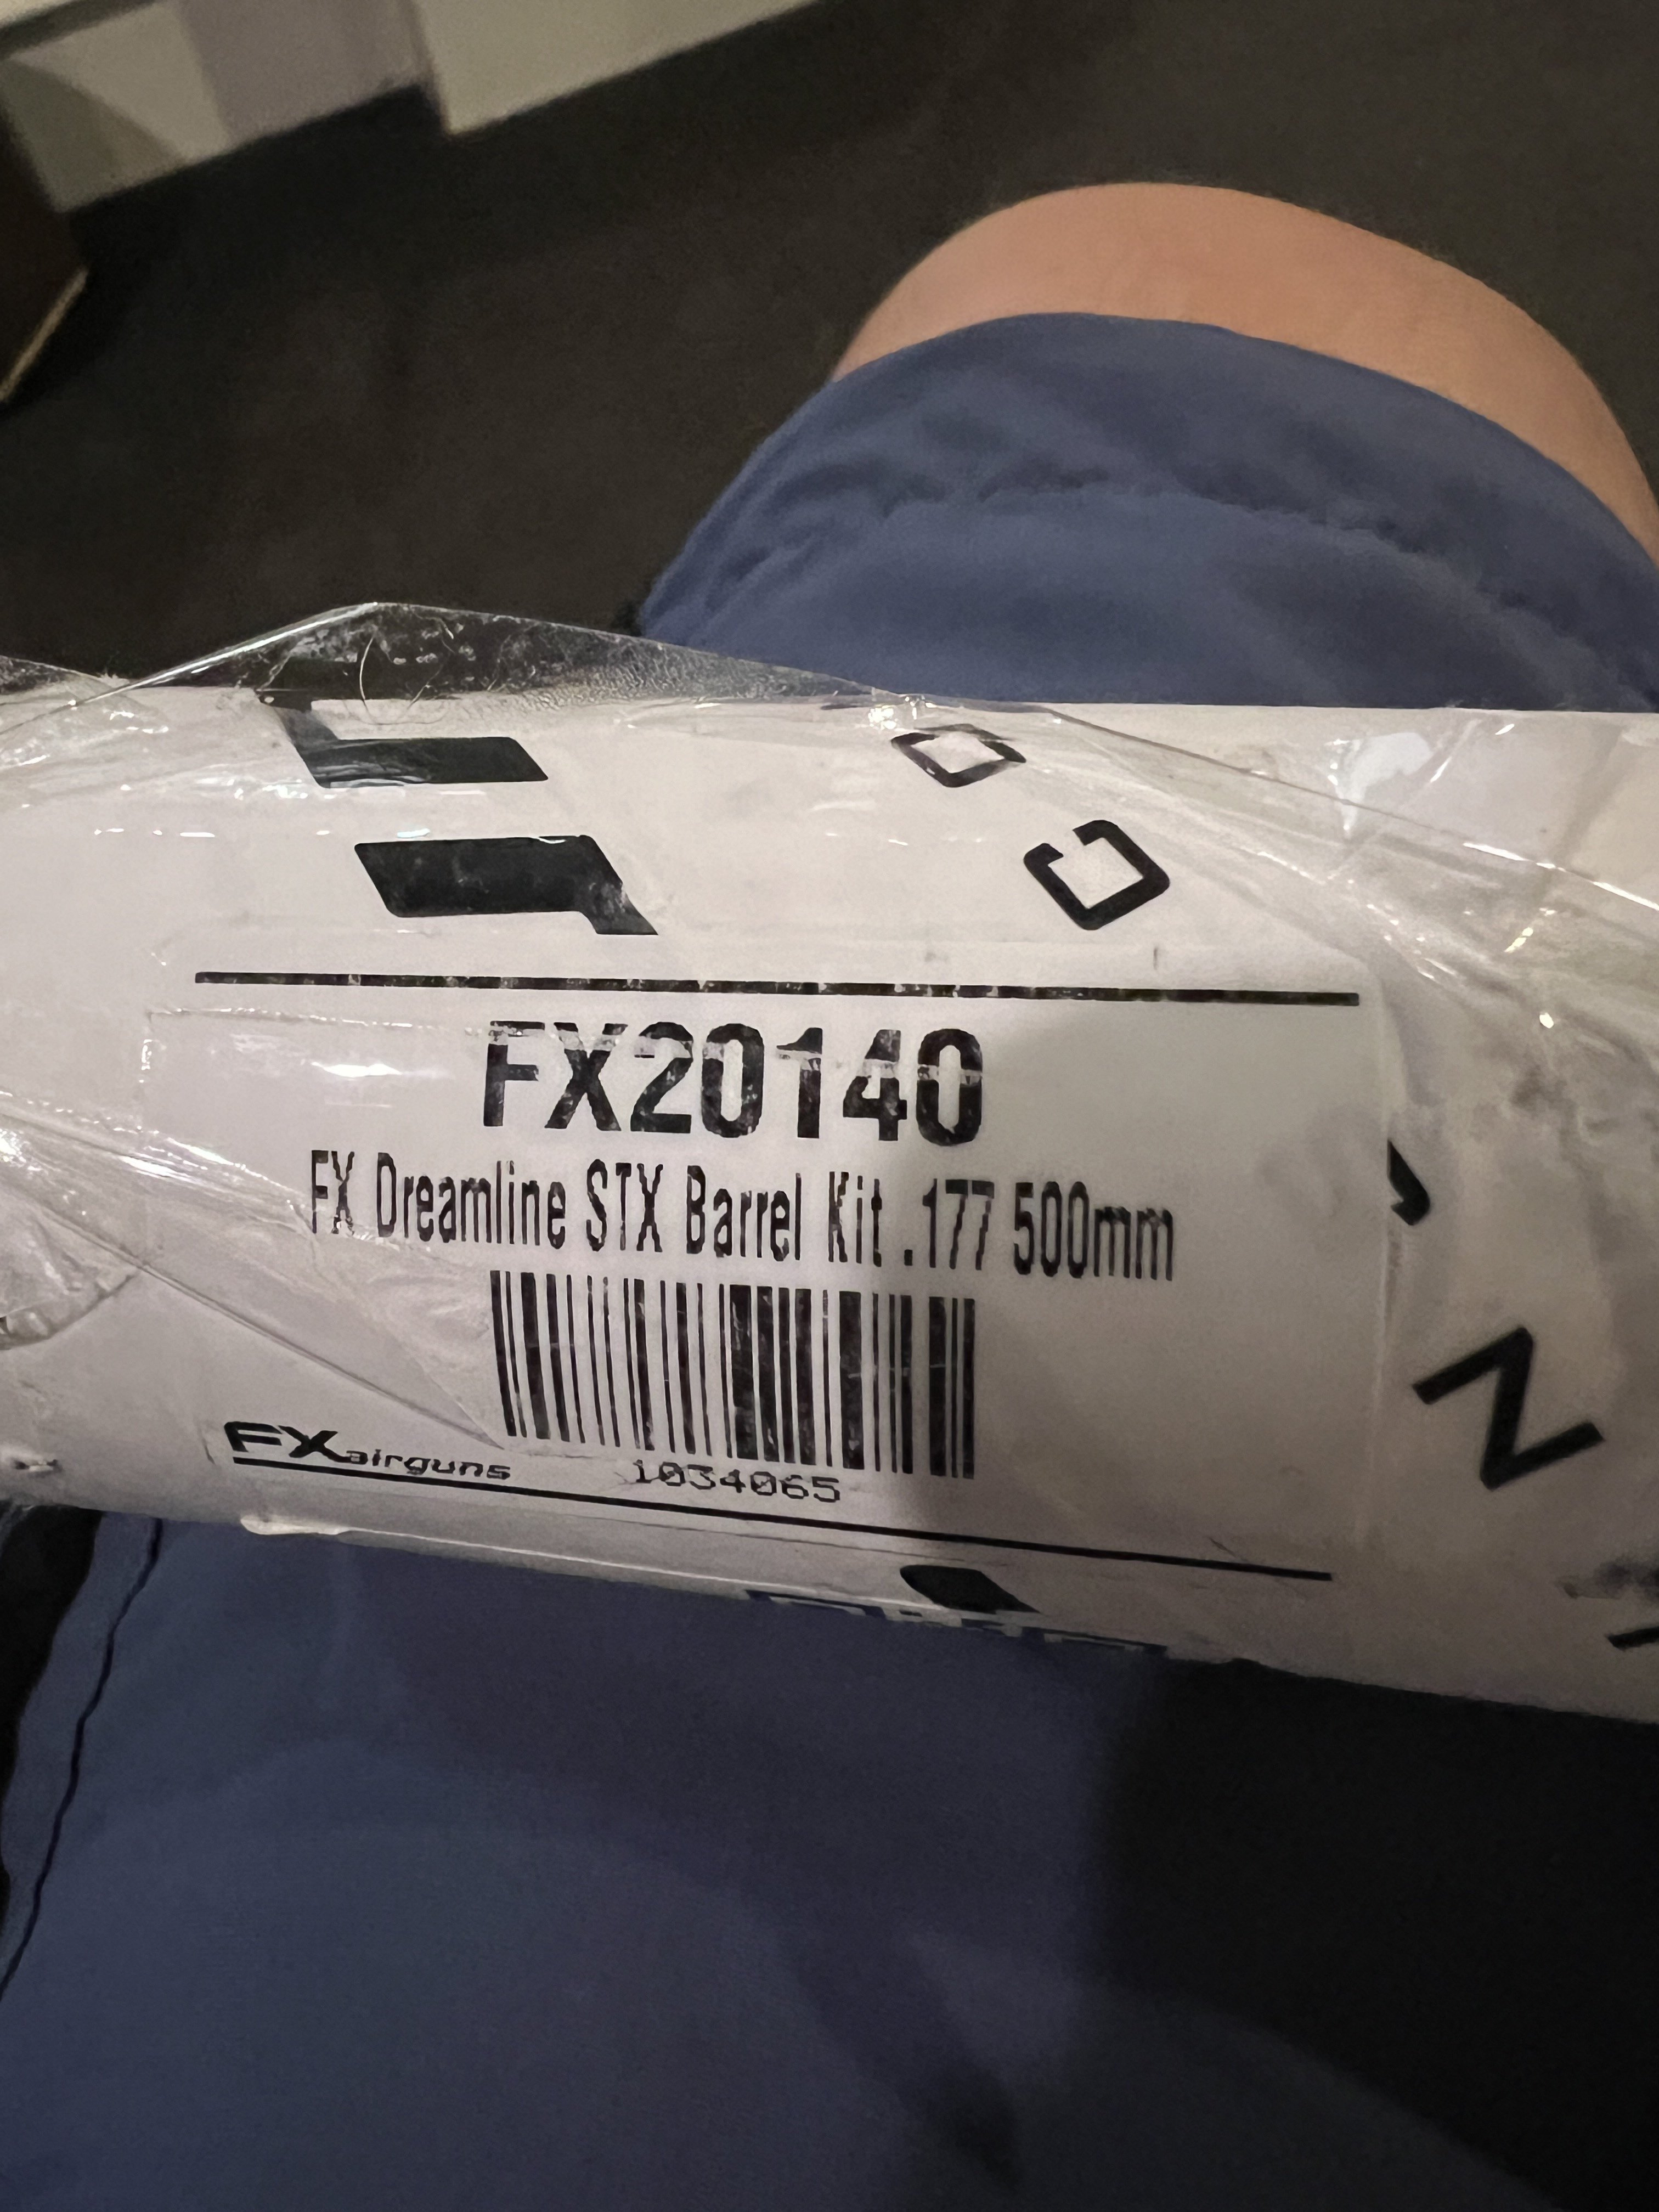 FX20140
FX Dreamline STX Barrel Kit .177 500mm
FXairguns
1034065